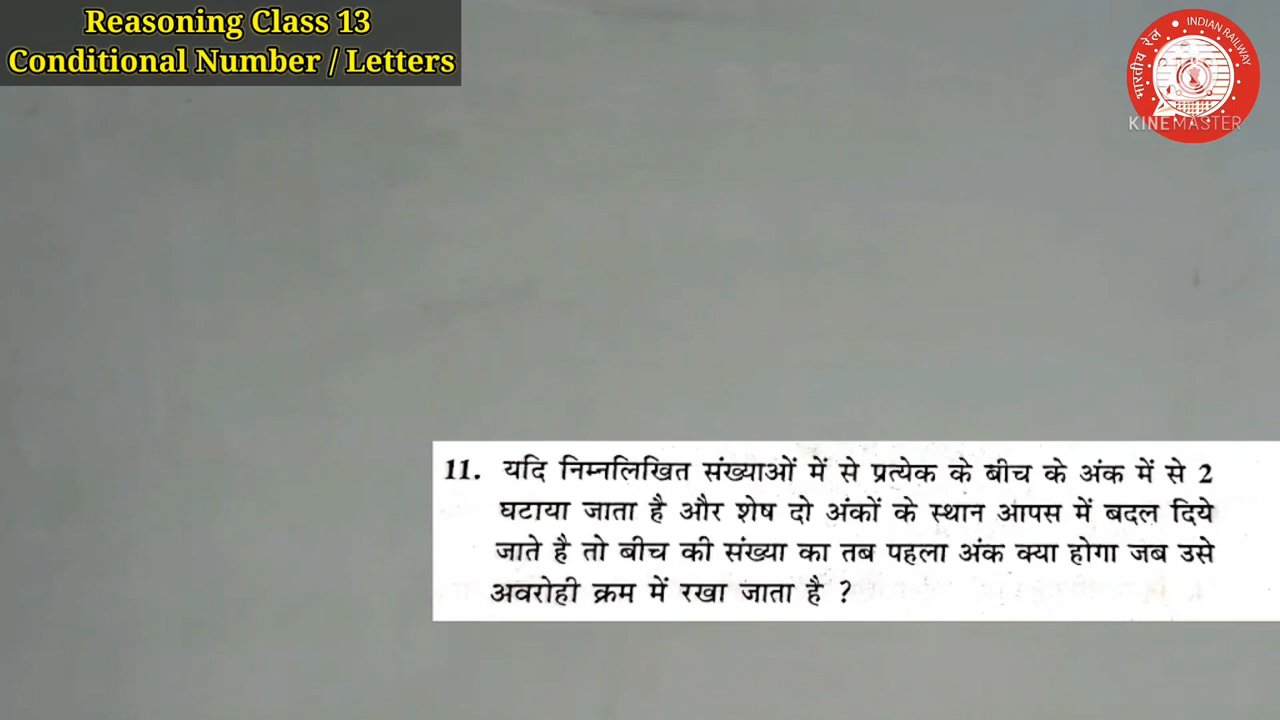 Reasoning Class 13
Conditional Number / Letters
भारतीय रेल
INDIAN RAILWAY
KINEMASTER
11. यदि निम्नलिखित संख्याओं में से प्रत्येक के बीच के अंक में से 2
घटाया जाता है और शेष दो अंकों के स्थान आपस में बदल दिये
जाते है तो बीच की संख्या का तब पहला अंक क्या होगा जब उसे
अवरोही क्रम में रखा जाता है ?